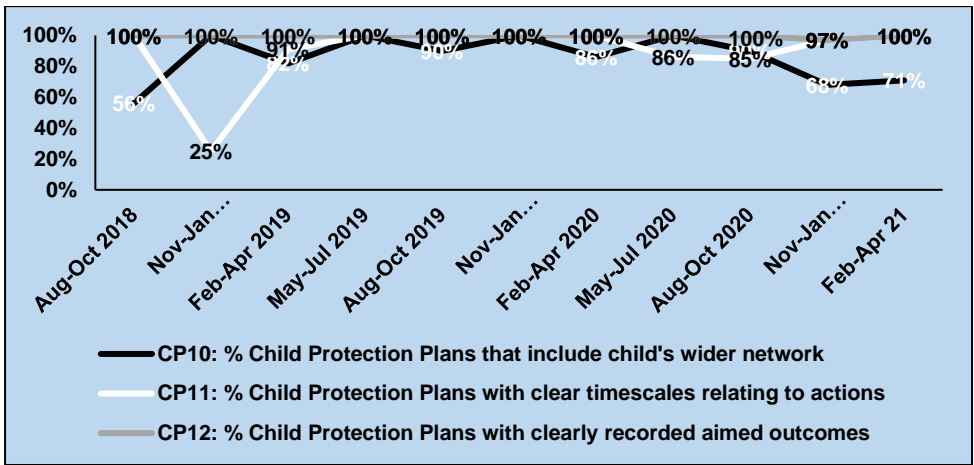 100%
80%
60%
40%
20%
0%
100% 100% 100% 100% 100% 100% 100% 100% 100% 97% 100%
91%
56% 82% 90% 86% 86% 85% 68% 71%
25%
Aug-Oct 2018
Nov-Jan...
Feb-Apr 2019
May-Jul 2019
Aug-Oct 2019
Nov-Jan...
Feb-Apr 2020
May-Jul 2020
Aug-Oct 2020
Nov-Jan...
Feb-Apr 21
CP10: % Child Protection Plans that include child's wider network
CP11: % Child Protection Plans with clear timescales relating to actions
CP12: % Child Protection Plans with clearly recorded aimed outcomes